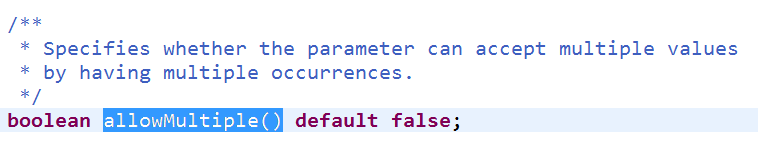 /**
* Specifies whether the parameter can accept multiple values
* by having multiple occurrences.
*/
boolean allowMultiple() default false;